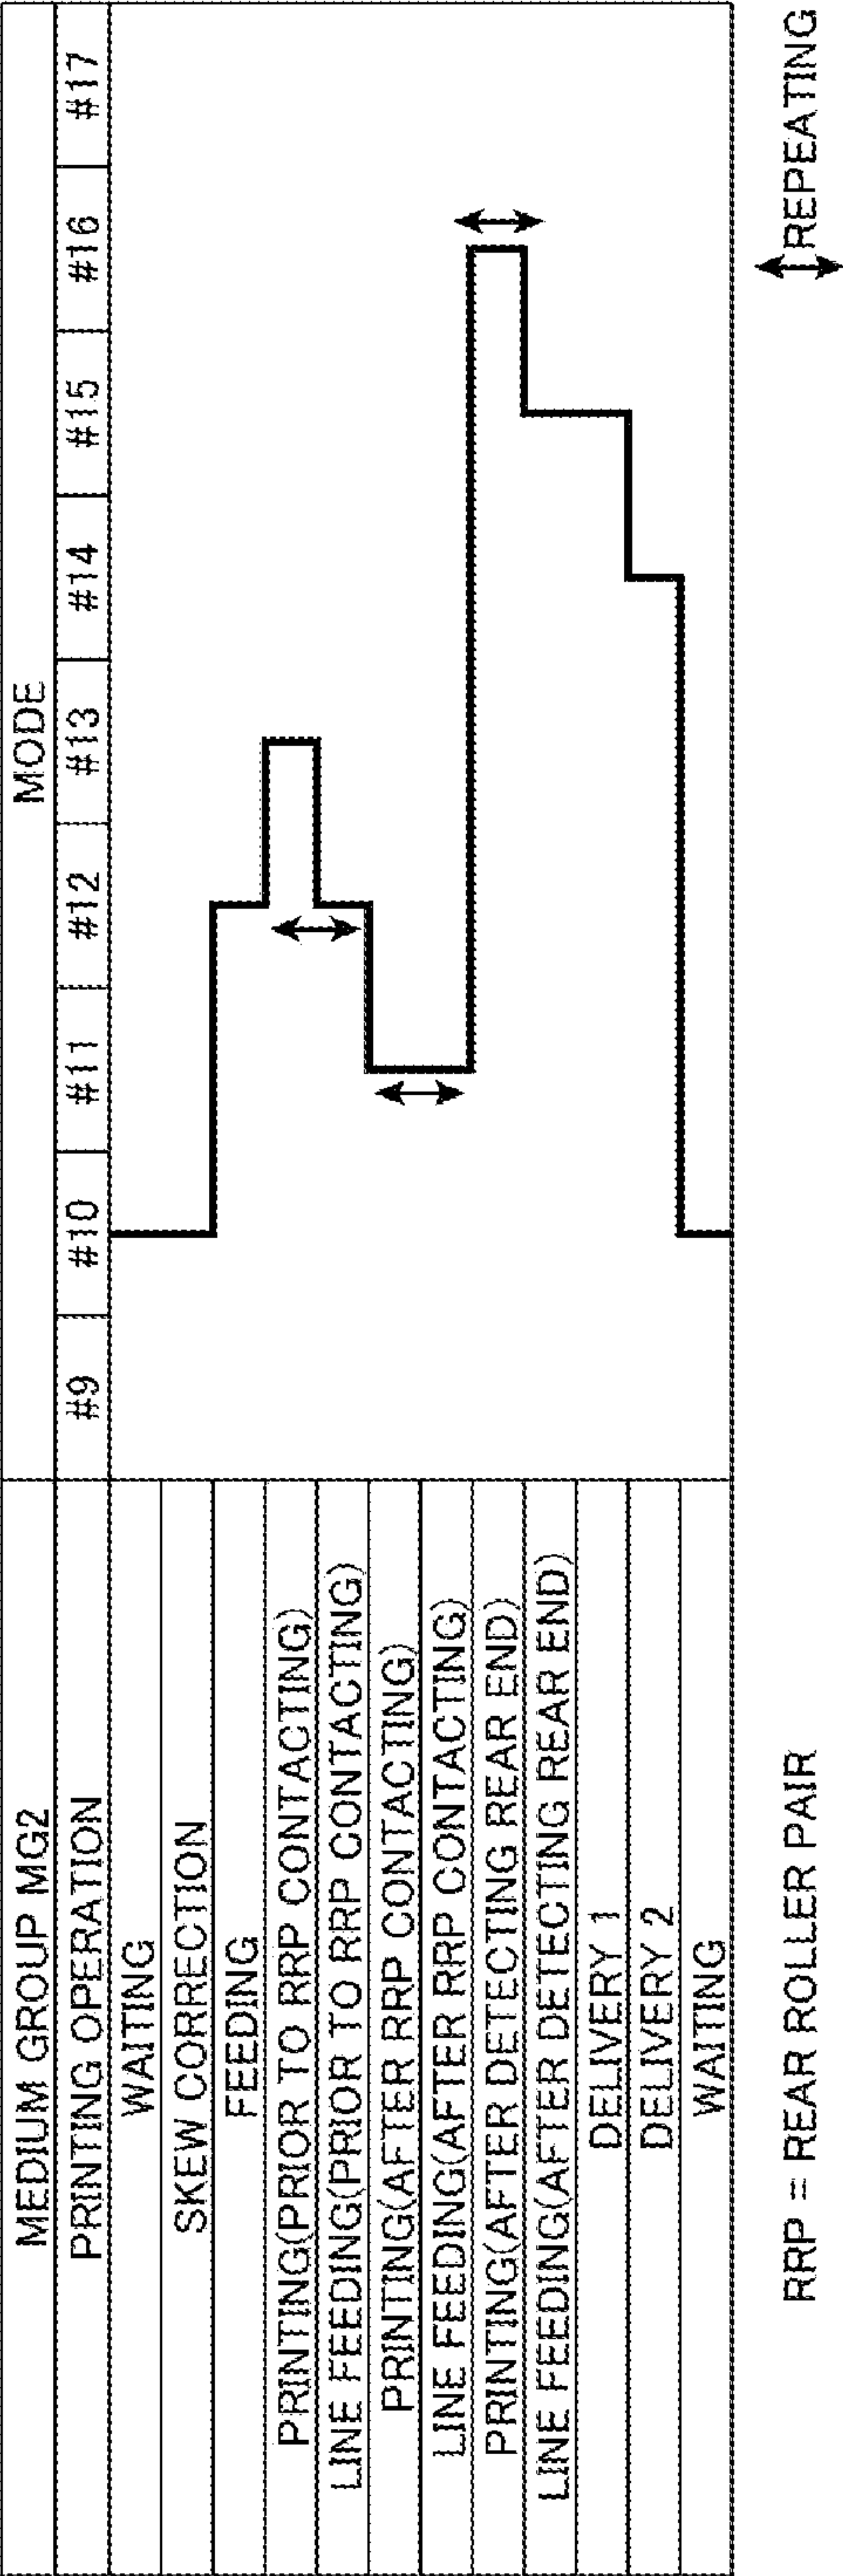 MEDIUM GROUP MG2
MODE
PRINTING OPERATION
#9 #10 #11 #12 #13 #14 #15 #16 #17
WAITING
SKEW CORRECTION
FEEDING
PRINTING(PRIOR TO RRP CONTACTING)
LINE FEEDING(PRIOR TO RRP CONTACTING)
PRINTING(AFTER RRP CONTACTING)
LINE FEEDING(AFTER RRP CONTACTING)
PRINTING(AFTER DETECTING REAR END)
LINE FEEDING(AFTER DETECTING REAR END)
DELIVERY 1
DELIVERY 2
WAITING
RRP = REAR ROLLER PAIR
REPEATING